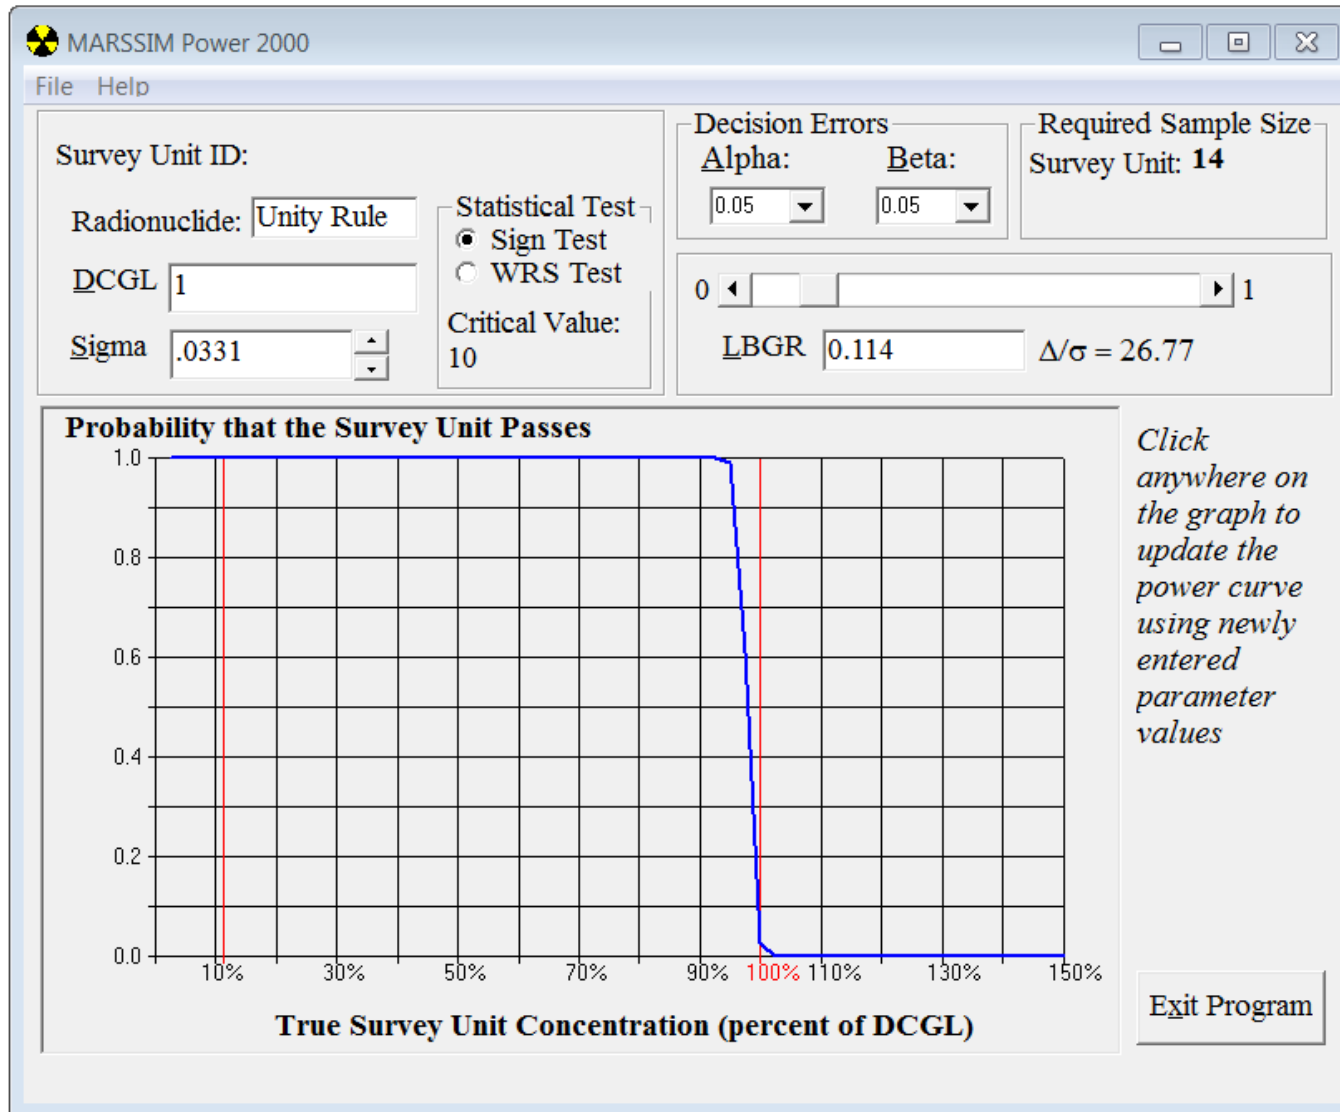 MARSSIM Power 2000
File Help
Survey Unit ID:
Radionuclide: Unity Rule
DCGL 1
Sigma .0331
Statistical Test
Sign Test
WRS Test
Critical Value:
10
Decision Errors
Alpha: Beta:
0.05 0.05
Required Sample Size
Survey Unit: 14
0 1
LBGR 0.114 Δ/σ = 26.77
Probability that the Survey Unit Passes
1.0
0.8
0.6
0.4
0.2
0.0
10% 30% 50% 70% 90% 100% 110% 130% 150%
True Survey Unit Concentration (percent of DCGL)
Click
anywhere on
the graph to
update the
power curve
using newly
entered
parameter
values
Exit Program